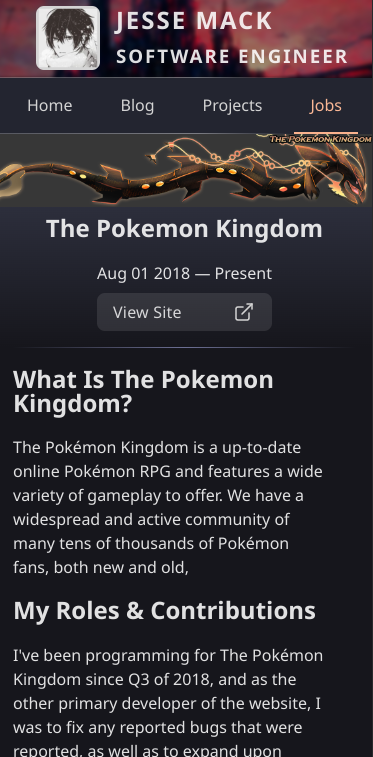 JESSE MACK
SOFTWARE ENGINEER
Home Blog Projects Jobs
THE POKEMON KINGDOM
The Pokemon Kingdom
Aug 01 2018 — Present
View Site
What Is The Pokemon
Kingdom?
The Pokémon Kingdom is a up-to-date
online Pokémon RPG and features a wide
variety of gameplay to offer. We have a
widespread and active community of
many tens of thousands of Pokémon
fans, both new and old,
My Roles & Contributions
I've been programming for The Pokémon
Kingdom since Q3 of 2018, and as the
other primary developer of the website, I
was to fix any reported bugs that were
reported, as well as to expand upon